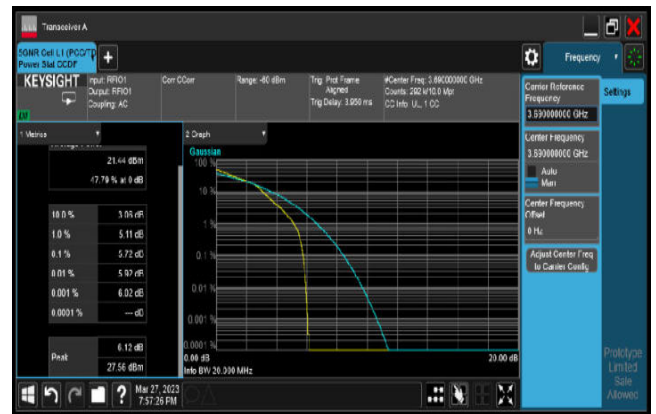 Transceiver A
5GNR Cell L1 (PCC/TP
Power Stat CCDF
Frequency
KEYSIGHT
Input: RFIO1
Output: RFIO1
Coupling: AC
Corr CCorr
Range: -60 dBm
Trig: Prot Frame
Aligned
Trig Delay: 3.950 ms
#Center Freq: 3.690000000 GHz
Counts: 292 k/10.0 Mpt
CC Info: UL, 1 CC
Carrier Reference
Frequency
3.690000000 GHz
Settings
Center Frequency
3.690000000 GHz
Auto
Man
Center Frequency
Offset
0 Hz
Adjust Center Freq
to Carrier Config
1 Metrics
Average Power
21.44 dBm
47.79 % at 0 dB
10.0 % 3.06 dB
1.0 % 5.11 dB
0.1 % 5.72 dB
0.01 % 5.92 dB
0.001 % 6.02 dB
0.0001 % --- dB
Peak
6.12 dB
27.56 dBm
2 Graph
Gaussian
100 %
10 %
1 %
0.1 %
0.01 %
0.001 %
0.0001 %
0.00 dB
20.00 dB
Info BW 20.000 MHz
Prototype
Limited
Sale
Allowed
?
Mar 27, 2023
7:57:26 PM